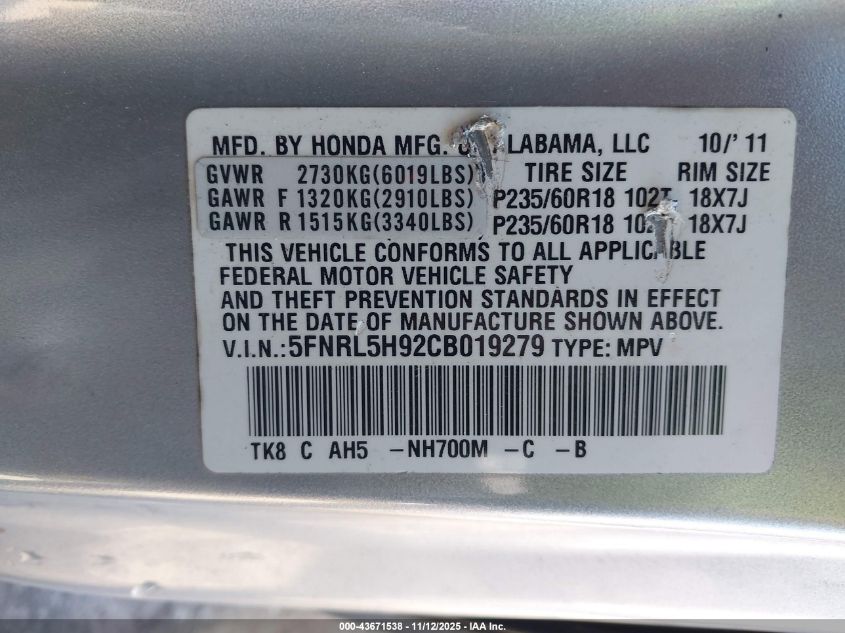 MFD. BY HONDA MFG. OF ALABAMA, LLC 10/'11
GVWR 2730KG(6019LBS) TIRE SIZE RIM SIZE
GAWR F 1320KG(2910LBS) P235/60R18 102T 18X7J
GAWR R 1515KG(3340LBS) P235/60R18 102T 18X7J
THIS VEHICLE CONFORMS TO ALL APPLICABLE
FEDERAL MOTOR VEHICLE SAFETY
AND THEFT PREVENTION STANDARDS IN EFFECT
ON THE DATE OF MANUFACTURE SHOWN ABOVE.
V.I.N.:5FNRL5H92CB019279 TYPE: MPV
TK8 C AH5 -NH700M -C -B
000-43671538 - 11/12/2025 - IAA Inc.